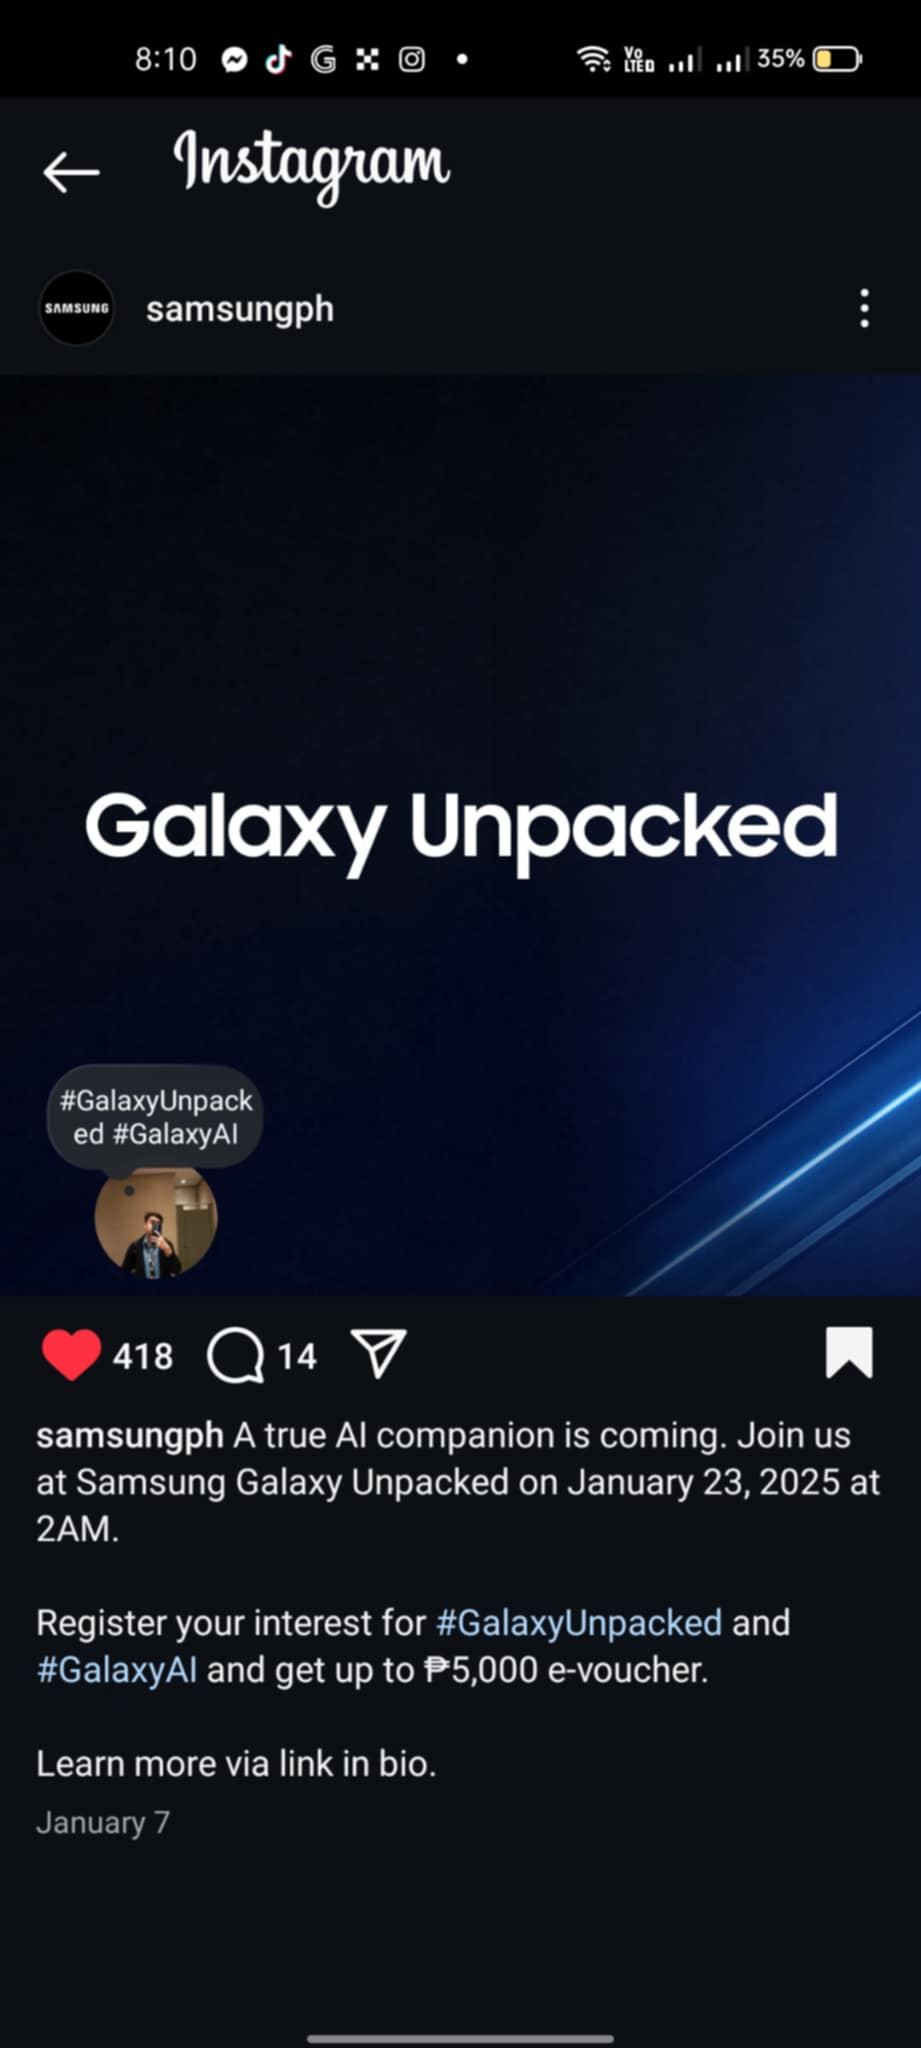 8:10 Vo LTED 35%
Instagram
SAMSUNG samsungph
Galaxy Unpacked
#GalaxyUnpack
ed #GalaxyAI
418 14
samsungph A true AI companion is coming. Join us
at Samsung Galaxy Unpacked on January 23, 2025 at
2AM.
Register your interest for #GalaxyUnpacked and
#GalaxyAI and get up to ₱5,000 e-voucher.
Learn more via link in bio.
January 7